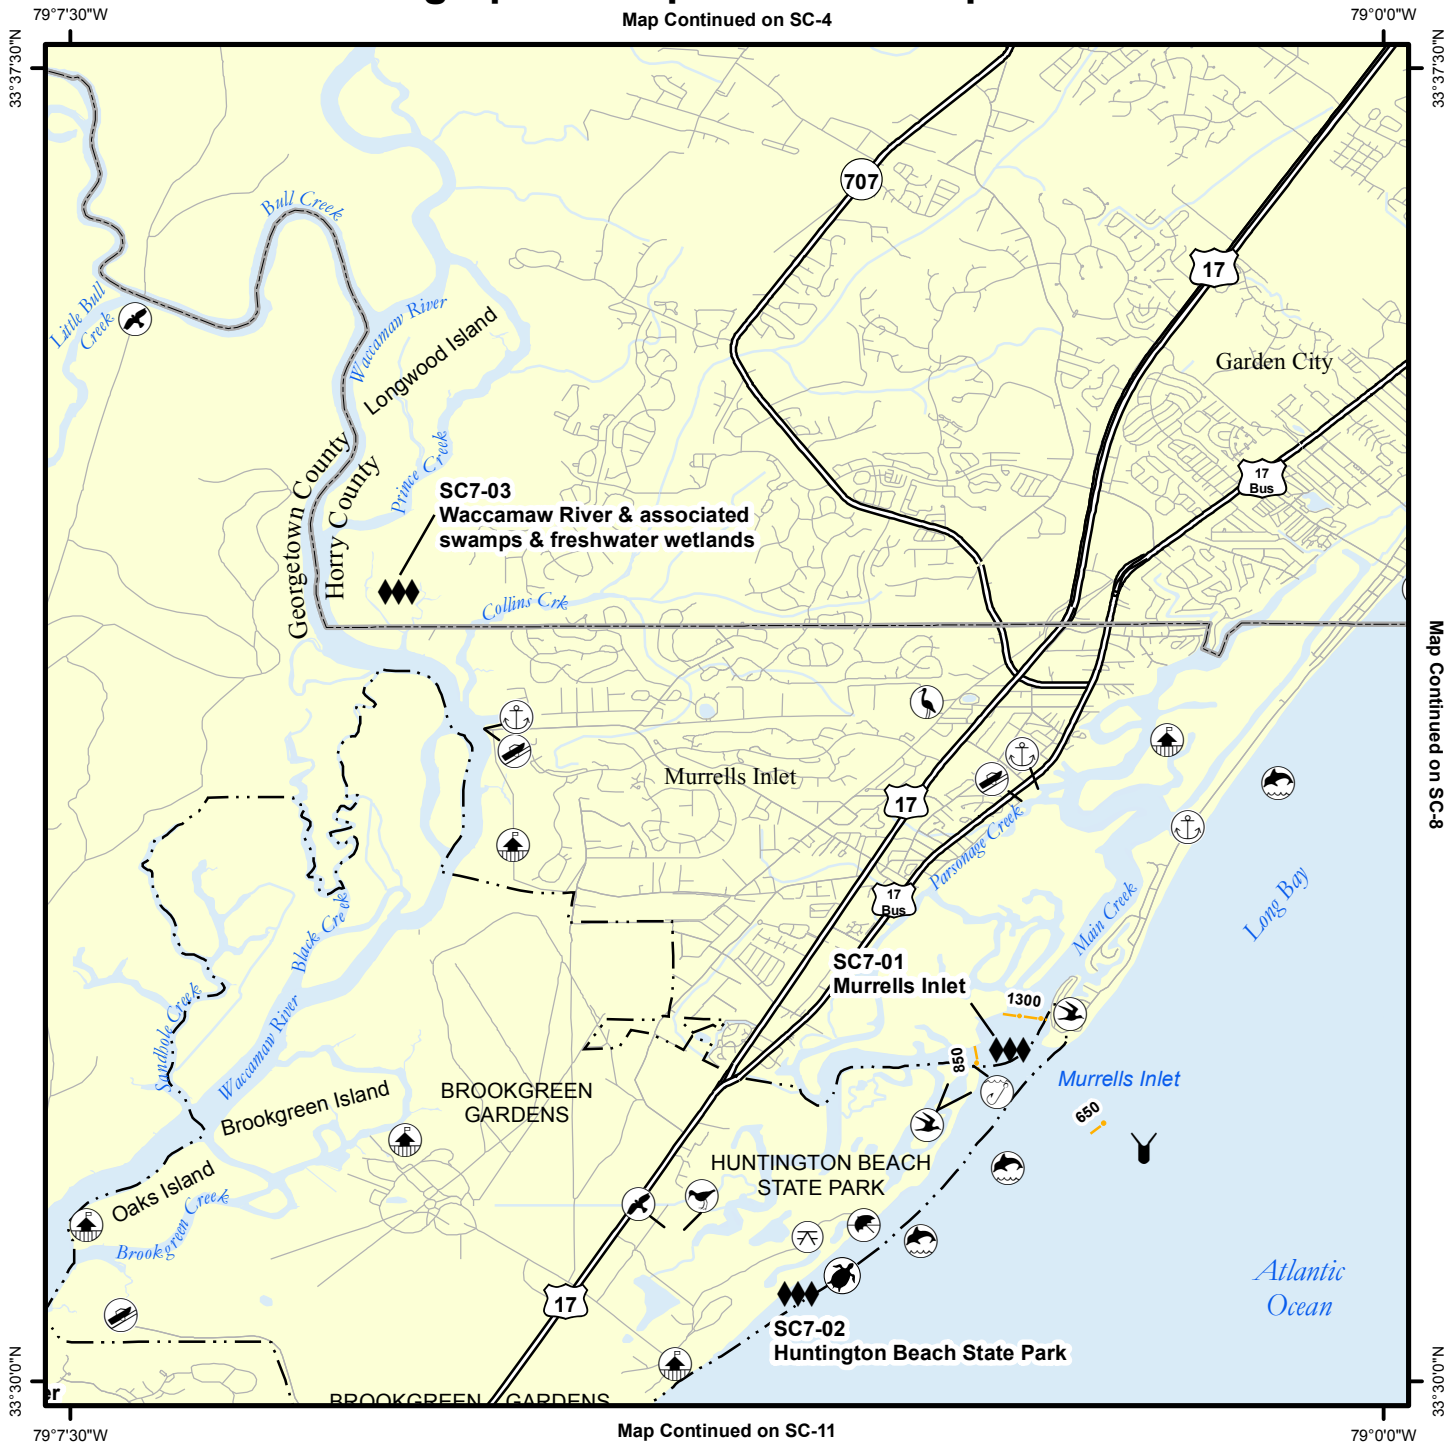 79°7'30"W
Map Continued on SC-4
79°0'0"W
33°37'30"N
33°37'30"N
707
Bull Creek
17
Little Bull
Creek
Waccamaw River
Longwood Island
Garden City
17
Bus
Georgetown County
Horry County
Prince Creek
SC7-03
Waccamaw River & associated
swamps & freshwater wetlands
Collins Crk
Map Continued on SC-8
Murrells Inlet
17
Parsonage Creek
17
Bus
Long Bay
Main Creek
Black Creek
SC7-01
Murrells Inlet
Sandhole Creek
Waccamaw River
1300
850
Murrells Inlet
650
BROOKGREEN
GARDENS
Brookgreen Island
HUNTINGTON BEACH
STATE PARK
Oaks Island
Brookgreen Creek
Atlantic
Ocean
17
SC7-02
Huntington Beach State Park
er
BROOKGREEN GARDENS
33°30'0"N
33°30'0"N
79°7'30"W
Map Continued on SC-11
79°0'0"W